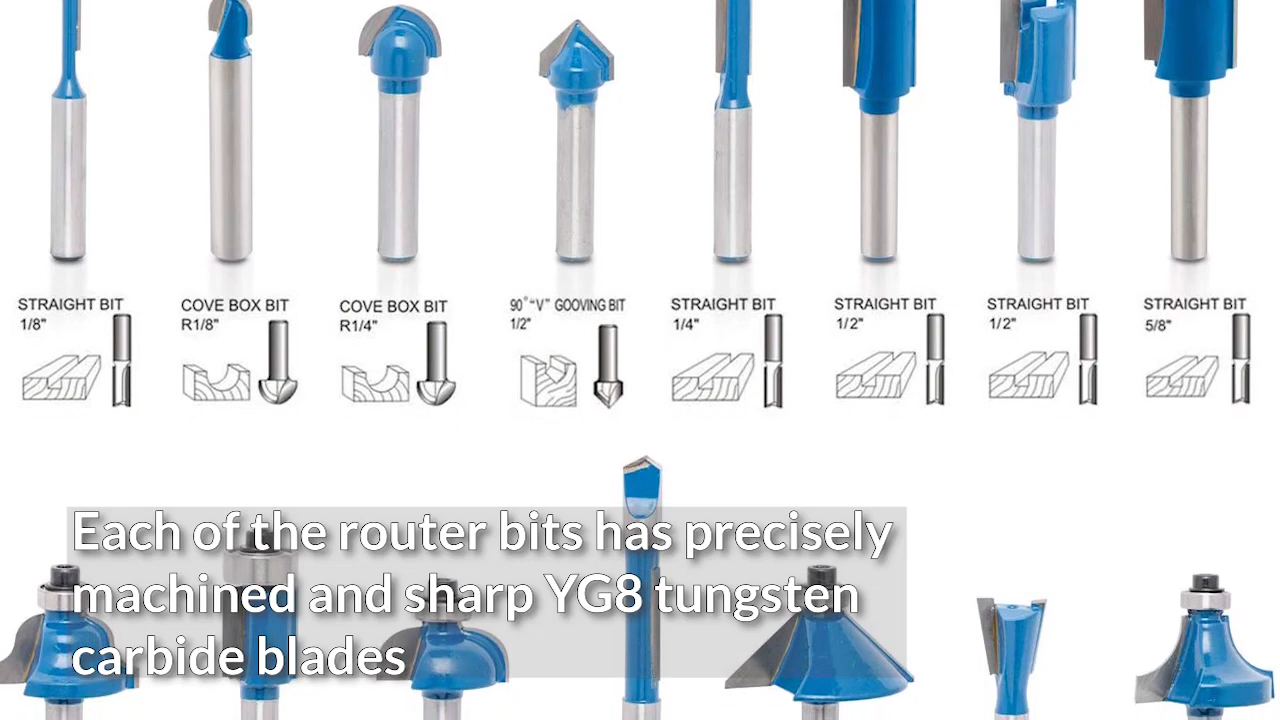 STRAIGHT BIT
1/8"
COVE BOX BIT
R1/8"
COVE BOX BIT
R1/4"
90°"V" GOOVING BIT
1/2"
STRAIGHT BIT
1/4"
STRAIGHT BIT
1/2"
STRAIGHT BIT
1/2"
STRAIGHT BIT
5/8"
Each of the router bits has precisely
machined and sharp YG8 tungsten
carbide blades